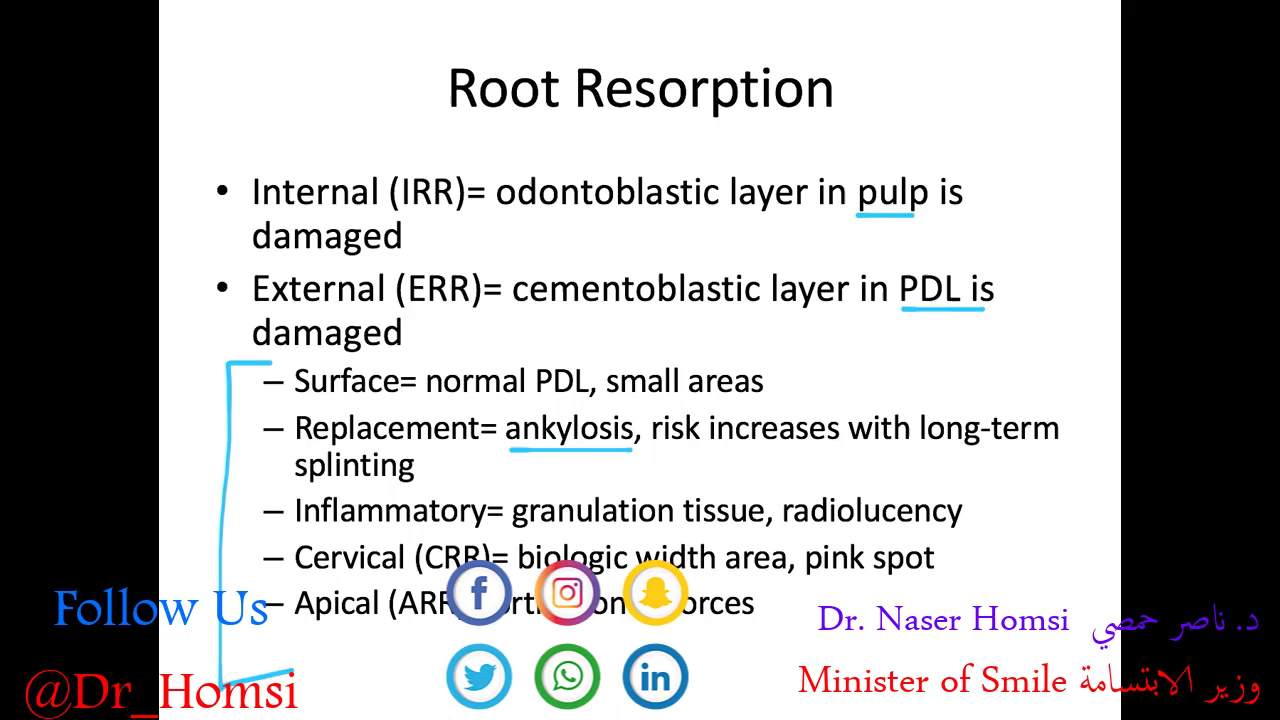 Root Resorption
• Internal (IRR)= odontoblastic layer in pulp is
damaged
• External (ERR)= cementoblastic layer in PDL is
damaged
– Surface= normal PDL, small areas
– Replacement= ankylosis, risk increases with long-term
splinting
– Inflammatory= granulation tissue, radiolucency
– Cervical (CRR)= biologic width area, pink spot
– Apical (ARR forces
Follow Us
@Dr_Homsi
Dr. Naser Homsi د. ناصر حمصي
Minister of Smile وزير الابتسامة